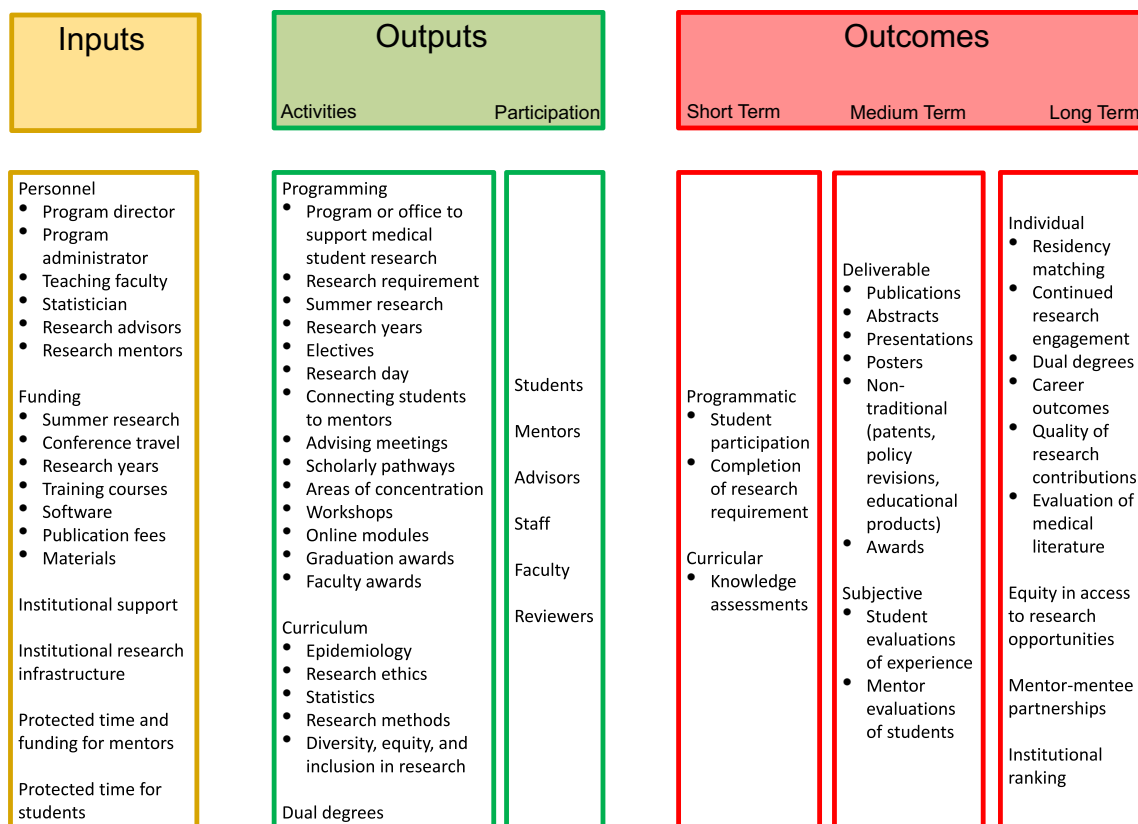 Inputs
Outputs
Activities
Participation
Outcomes
Short Term
Medium Term
Long Term
Personnel
• Program director
• Program
administrator
• Teaching faculty
• Statistician
• Research advisors
• Research mentors
Funding
• Summer research
• Conference travel
• Research years
• Training courses
• Software
• Publication fees
• Materials
Institutional support
Institutional research
infrastructure
Protected time and
funding for mentors
Protected time for
students
Programming
• Program or office to
support medical
student research
• Research requirement
• Summer research
• Research years
• Electives
• Research day
• Connecting students
to mentors
• Advising meetings
• Scholarly pathways
• Areas of concentration
• Workshops
• Online modules
• Graduation awards
• Faculty awards
Curriculum
• Epidemiology
• Research ethics
• Statistics
• Research methods
• Diversity, equity, and
inclusion in research
Dual degrees
Students
Mentors
Advisors
Staff
Faculty
Reviewers
Programmatic
• Student
participation
• Completion
of research
requirement
Curricular
• Knowledge
assessments
Deliverable
• Publications
• Abstracts
• Presentations
• Posters
• Non-
traditional
(patents,
policy
revisions,
educational
products)
• Awards
Subjective
• Student
evaluations
of experience
• Mentor
evaluations
of students
Individual
• Residency
matching
• Continued
research
engagement
• Dual degrees
• Career
outcomes
• Quality of
research
contributions
• Evaluation of
medical
literature
Equity in access
to research
opportunities
Mentor-mentee
partnerships
Institutional
ranking